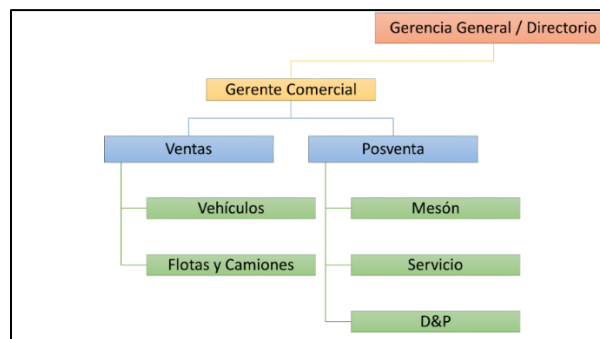 Gerencia General / Directorio
Gerente Comercial
Ventas
Posventa
Vehículos
Mesón
Flotas y Camiones
Servicio
D&P